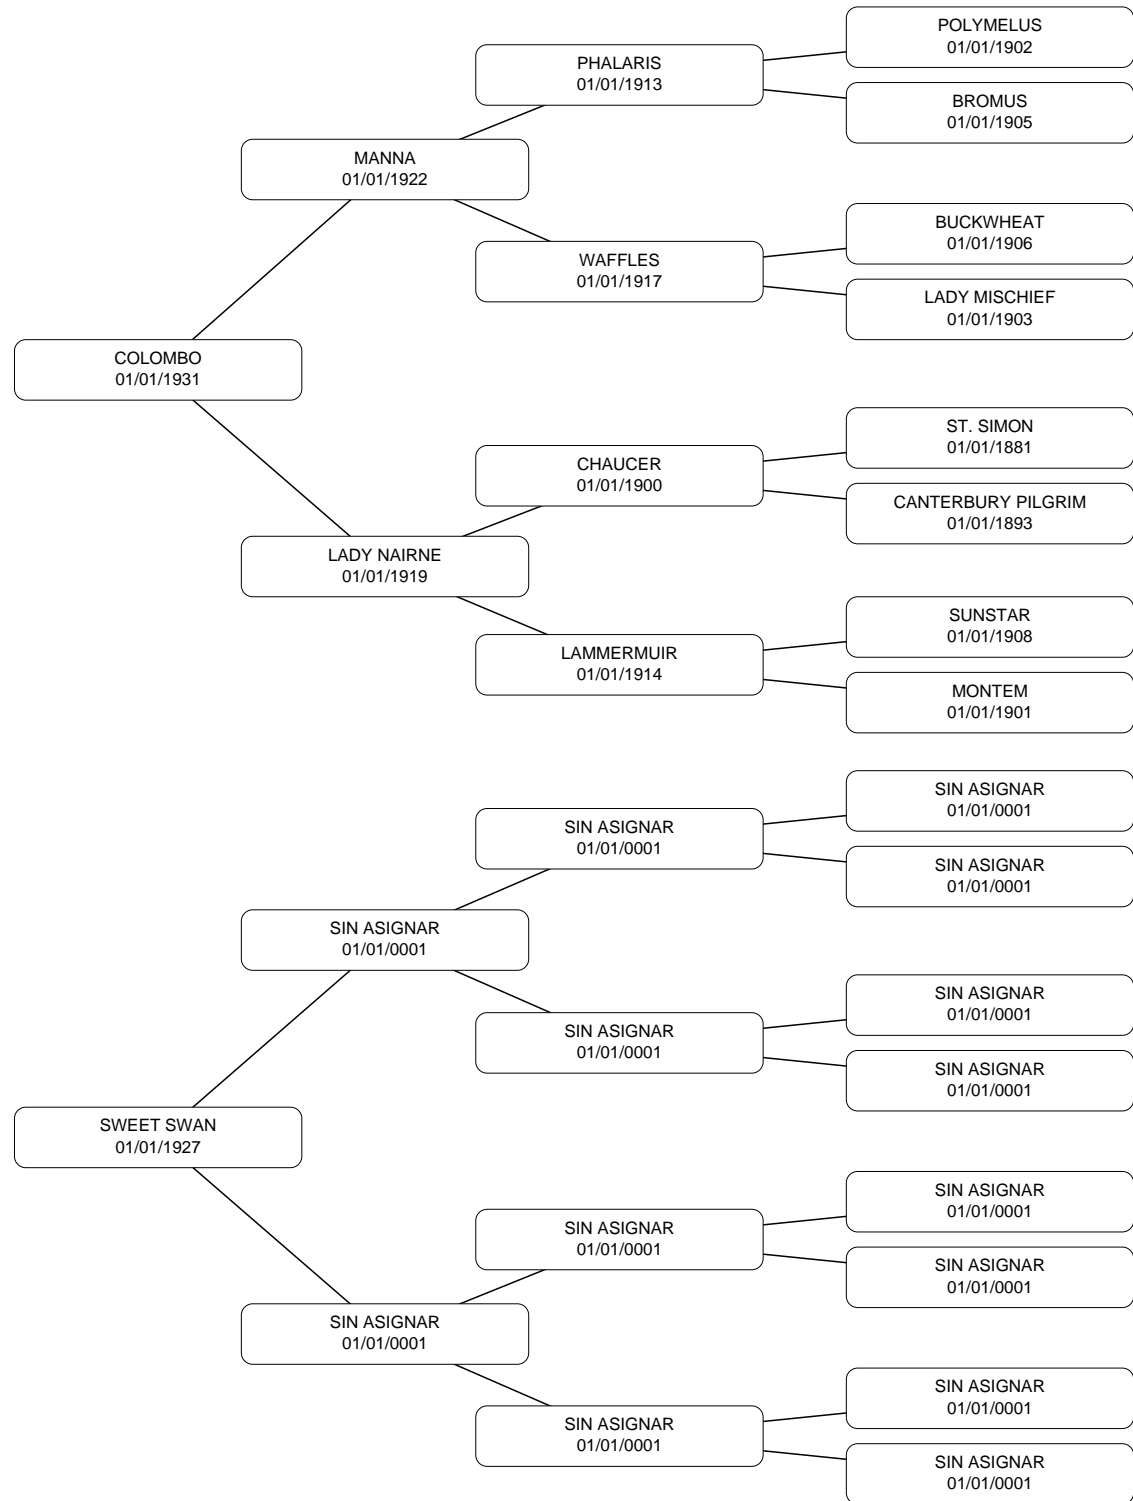 POLYMELUS
01/01/1902
PHALARIS
01/01/1913
BROMUS
01/01/1905
MANNA
01/01/1922
BUCKWHEAT
01/01/1906
WAFFLES
01/01/1917
LADY MISCHIEF
01/01/1903
COLOMBO
01/01/1931
ST. SIMON
01/01/1881
CHAUCER
01/01/1900
CANTERBURY PILGRIM
01/01/1893
LADY NAIRNE
01/01/1919
SUNSTAR
01/01/1908
LAMMERMUIR
01/01/1914
MONTEM
01/01/1901
SIN ASIGNAR
01/01/0001
SIN ASIGNAR
01/01/0001
SIN ASIGNAR
01/01/0001
SIN ASIGNAR
01/01/0001
SIN ASIGNAR
01/01/0001
SIN ASIGNAR
01/01/0001
SIN ASIGNAR
01/01/0001
SWEET SWAN
01/01/1927
SIN ASIGNAR
01/01/0001
SIN ASIGNAR
01/01/0001
SIN ASIGNAR
01/01/0001
SIN ASIGNAR
01/01/0001
SIN ASIGNAR
01/01/0001
SIN ASIGNAR
01/01/0001
SIN ASIGNAR
01/01/0001